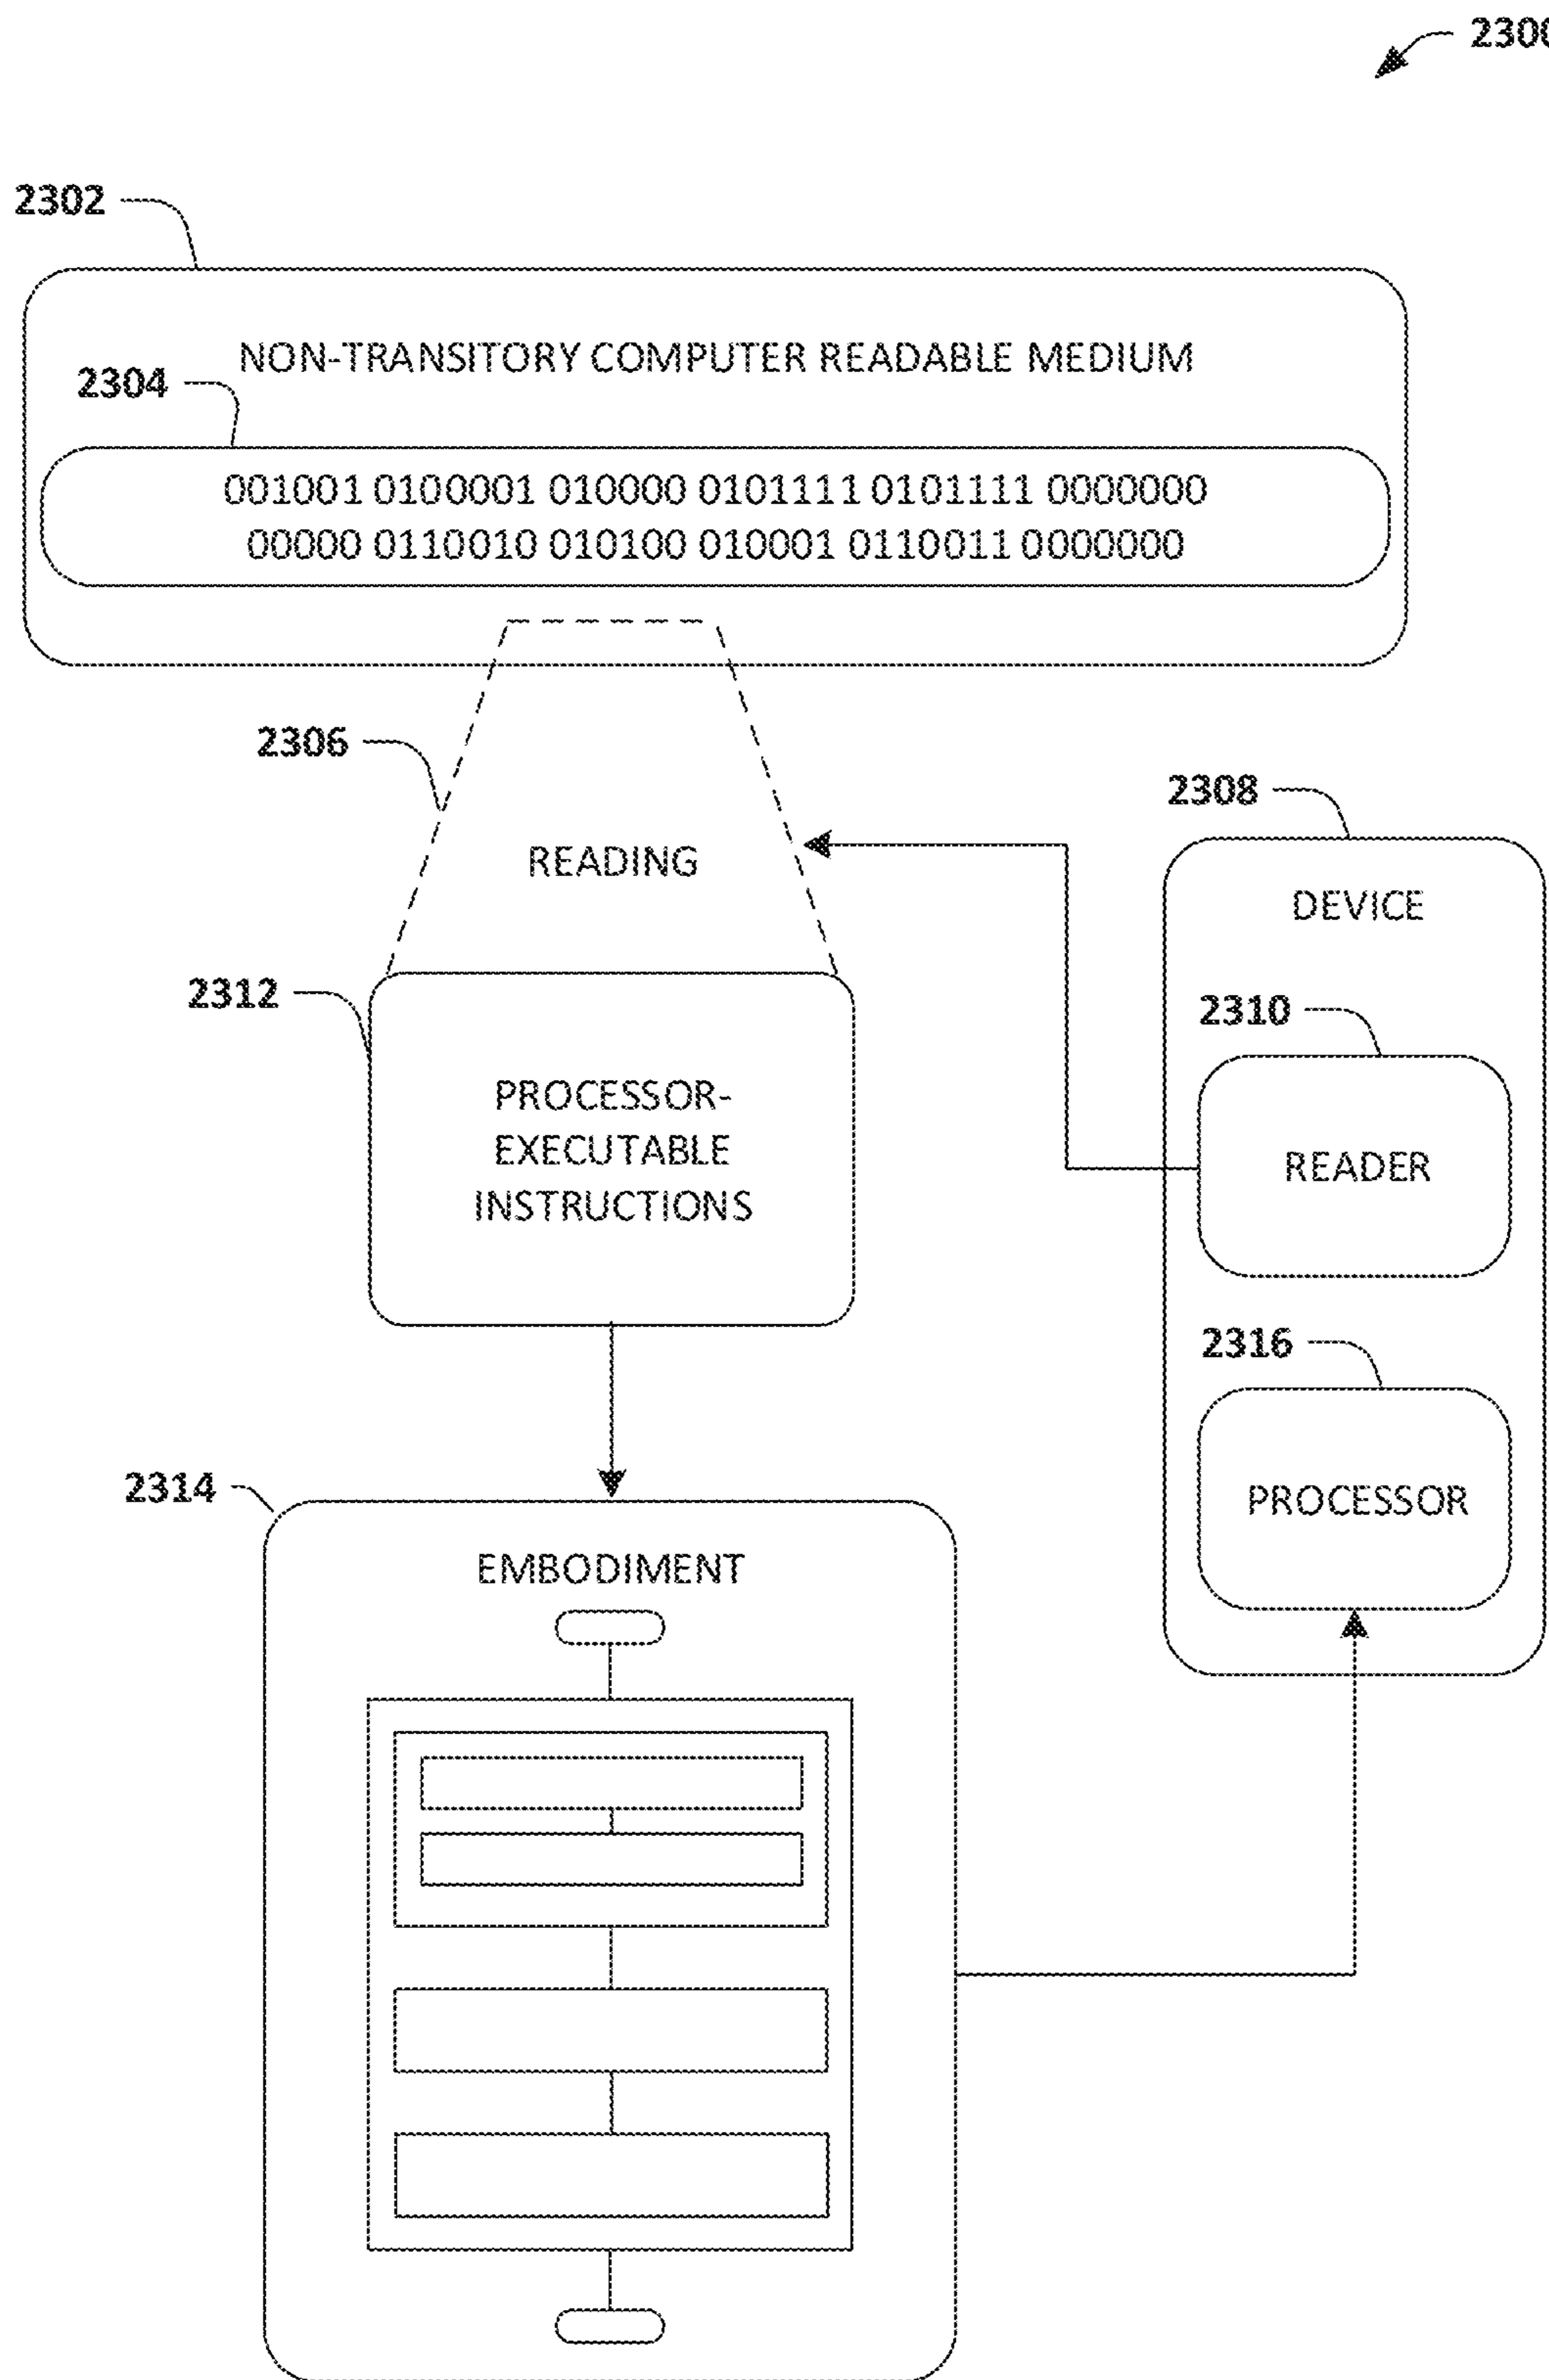 2300
2302
NON-TRANSITORY COMPUTER READABLE MEDIUM
2304
001001 0100001 010000 0101111 0101111 0000000
00000 0110010 010100 010001 0110011 0000000
2306
READING
2308
DEVICE
2310
READER
2312
PROCESSOR-
EXECUTABLE
INSTRUCTIONS
2316
PROCESSOR
2314
EMBODIMENT